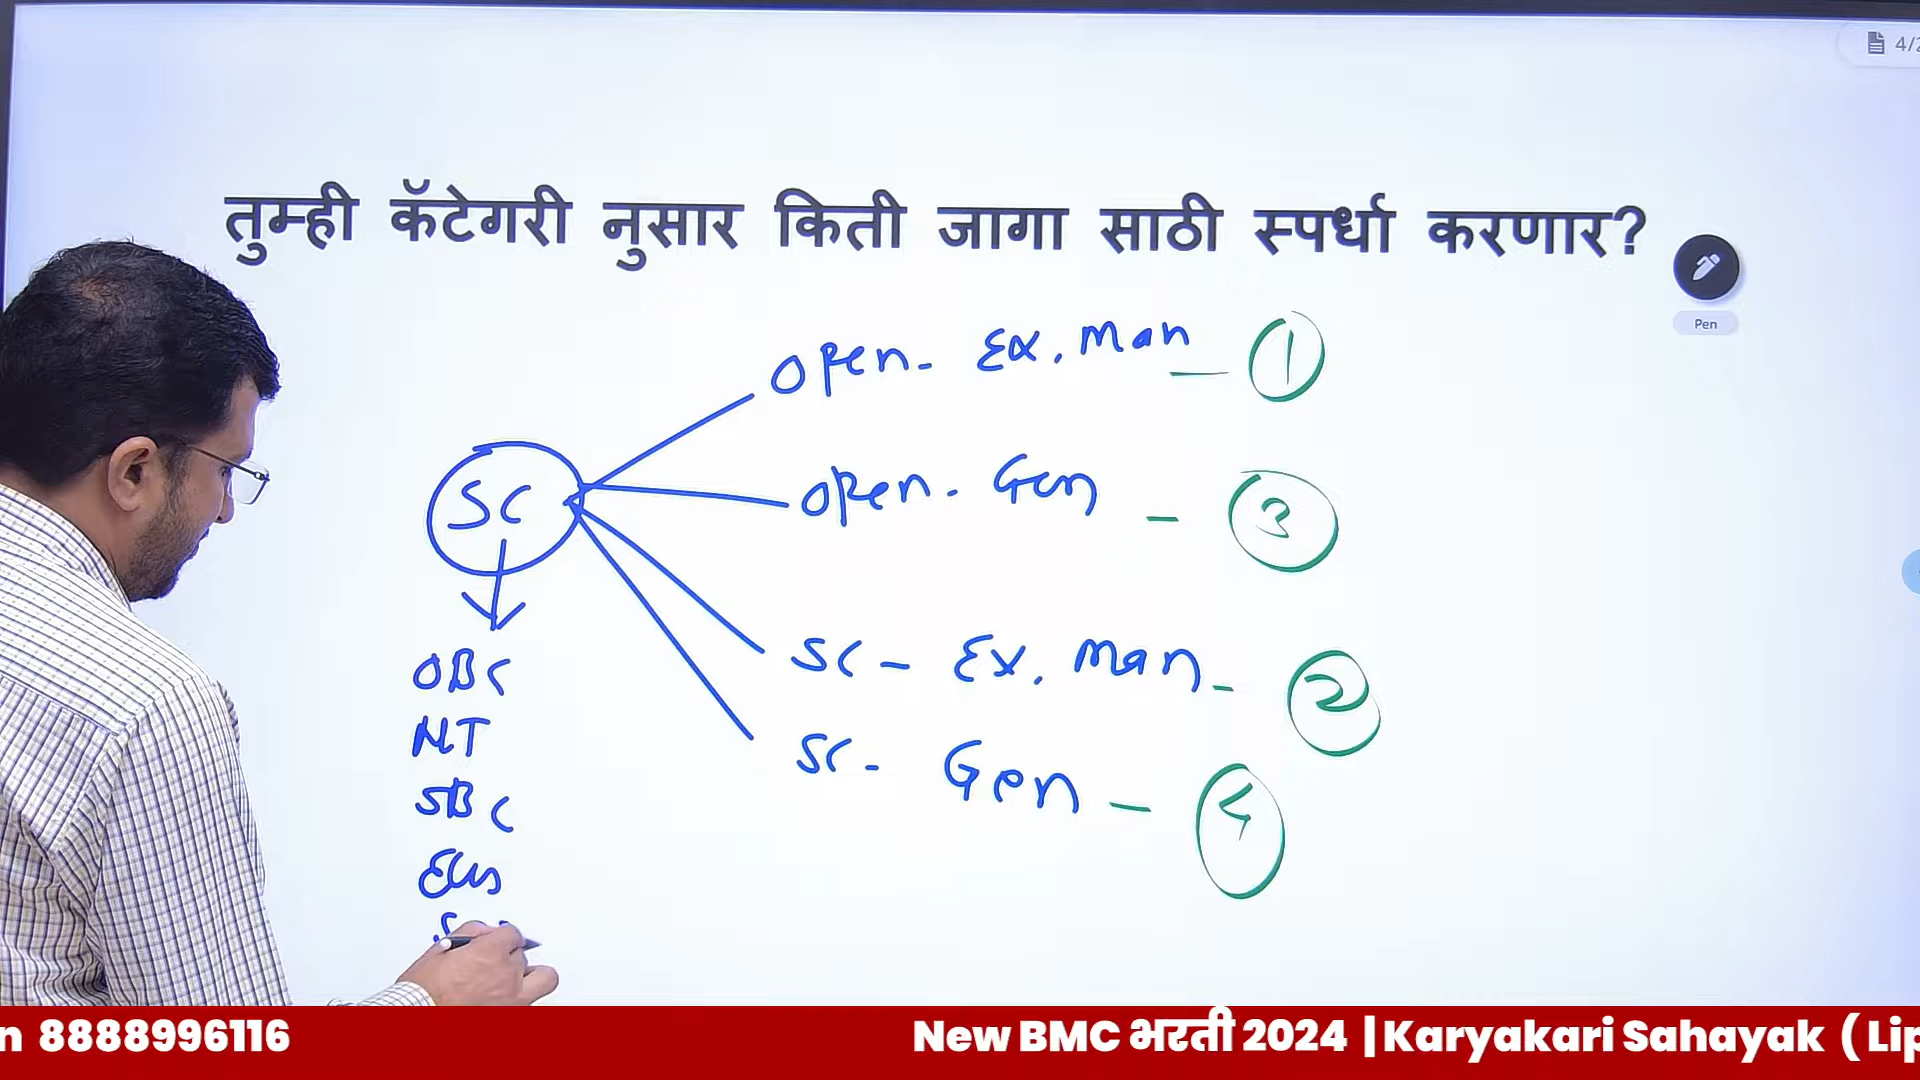 4/2
तुम्ही कॅटेगरी नुसार किती जागा साठी स्पर्धा करणार?
Pen
Open - Ex. Man - 1
Open - Gen - 3
SC
SC - Ex. Man - 2
SC - Gen - 4
OBC
NT
SBC
EWS
n 8888996116
New BMC भरती 2024 | Karyakari Sahayak ( Lip